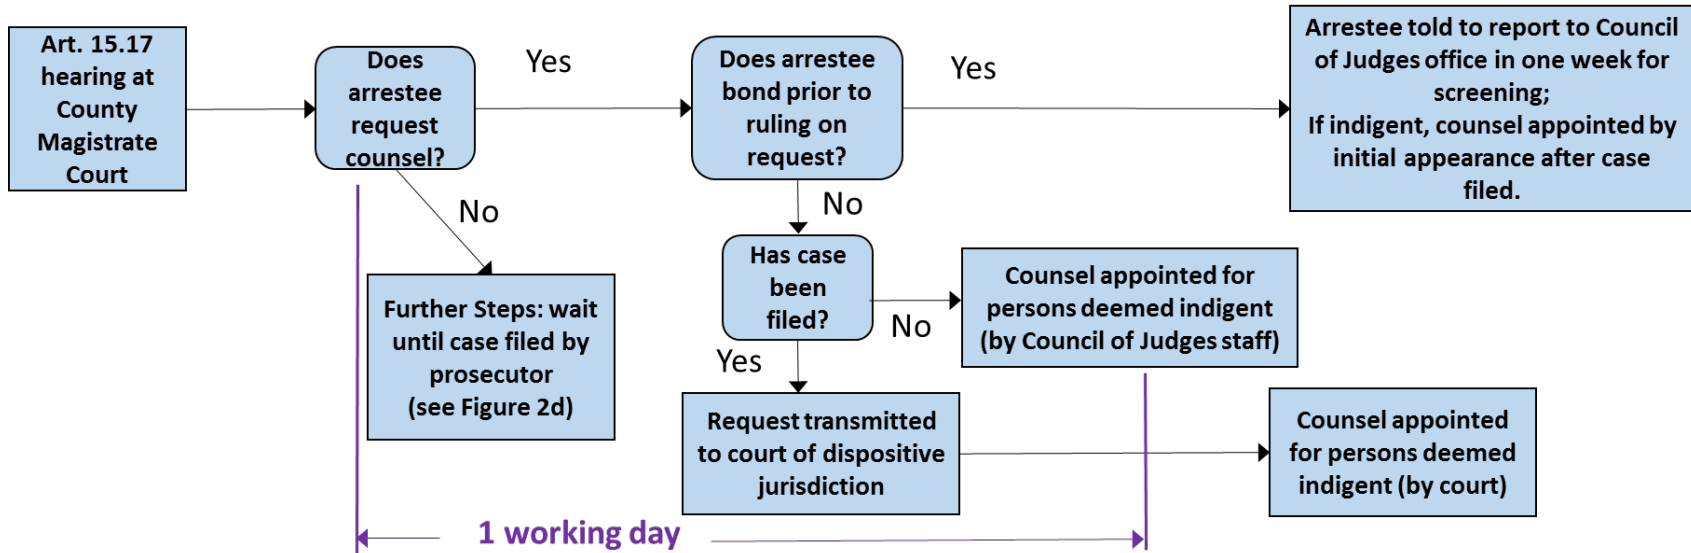 Art. 15.17
hearing at
County
Magistrate
Court
Does
arrestee
request
counsel?
Yes
No
Further Steps: wait
until case filed by
prosecutor
(see Figure 2d)
Does arrestee
bond prior to
ruling on
request?
Yes
No
Arrestee told to report to Council
of Judges office in one week for
screening;
If indigent, counsel appointed by
initial appearance after case
filed.
Has case
been
filed?
No
Yes
Counsel appointed for
persons deemed indigent
(by Council of Judges staff)
Request transmitted
to court of dispositive
jurisdiction
Counsel appointed
for persons deemed
indigent (by court)
1 working day